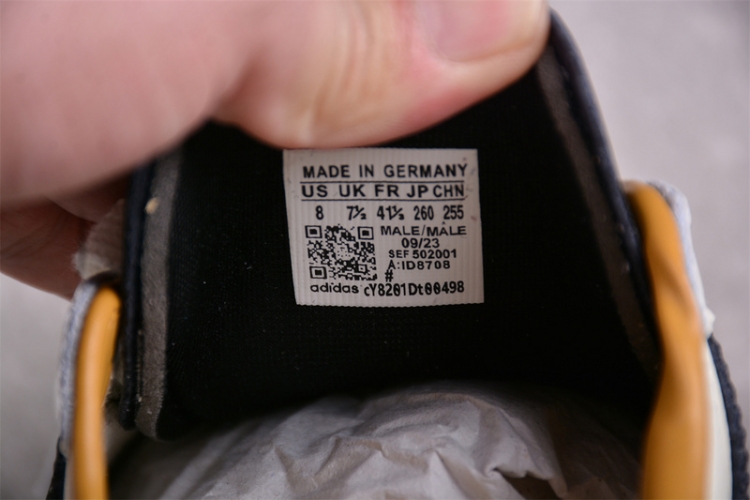 MADE IN GERMANY
US UK FR JP CHN
8 7½ 41⅓ 260 255
MALE/MALE
09/23
SEF 502001
A:ID8708
#
adidas cY8201Dt00498